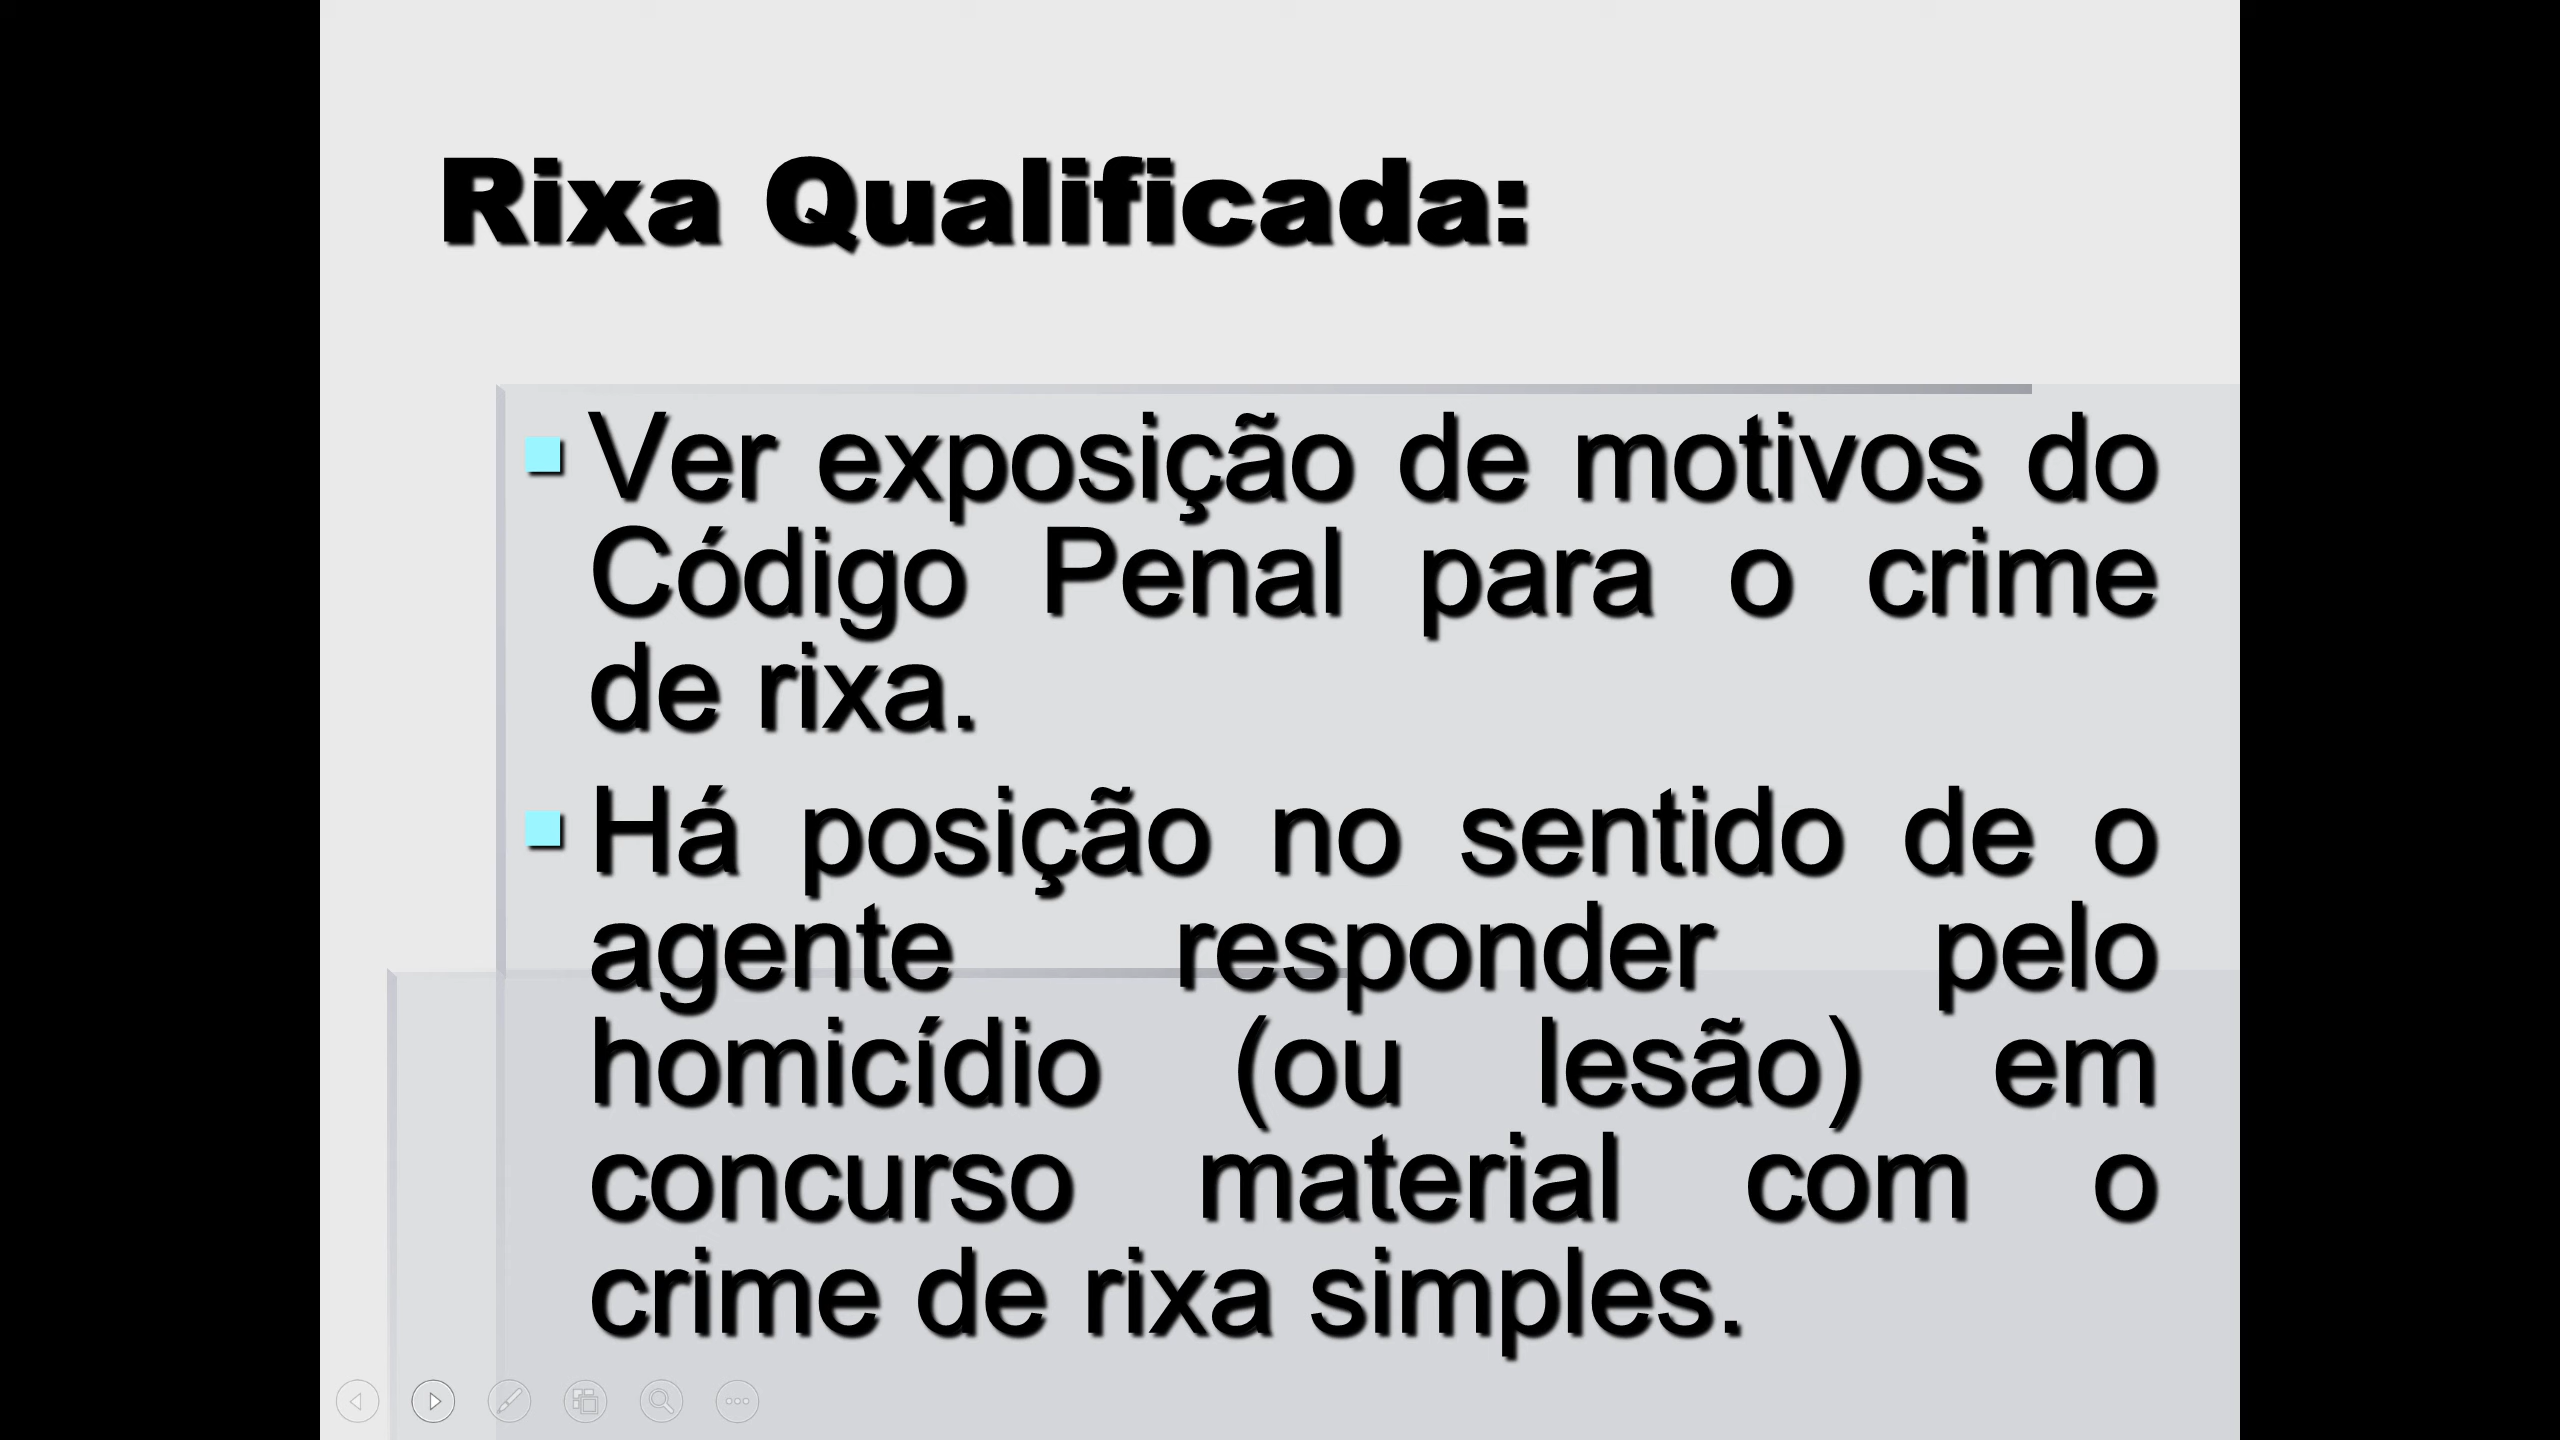 Rixa Qualificada:
Ver exposição de motivos do
Código Penal para o crime
de rixa.
Há posição no sentido de o
agente responder pelo
homicídio (ou lesão) em
concurso material com o
crime de rixa simples.